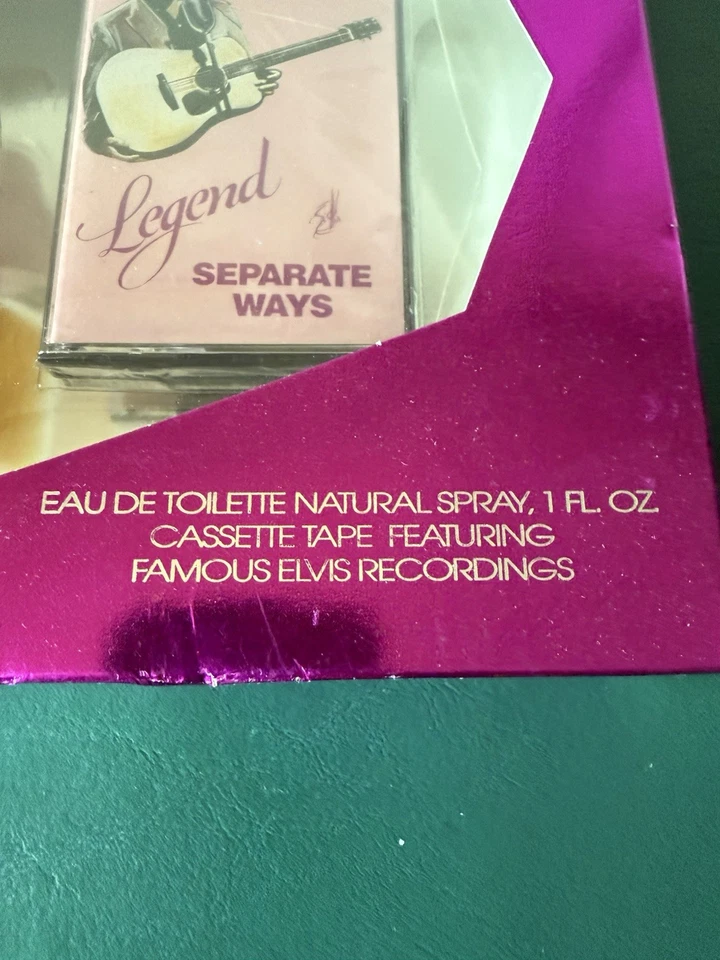 Legend
SEPARATE
WAYS
EAU DE TOILETTE NATURAL SPRAY, 1 FL. OZ.
CASSETTE TAPE FEATURING
FAMOUS ELVIS RECORDINGS